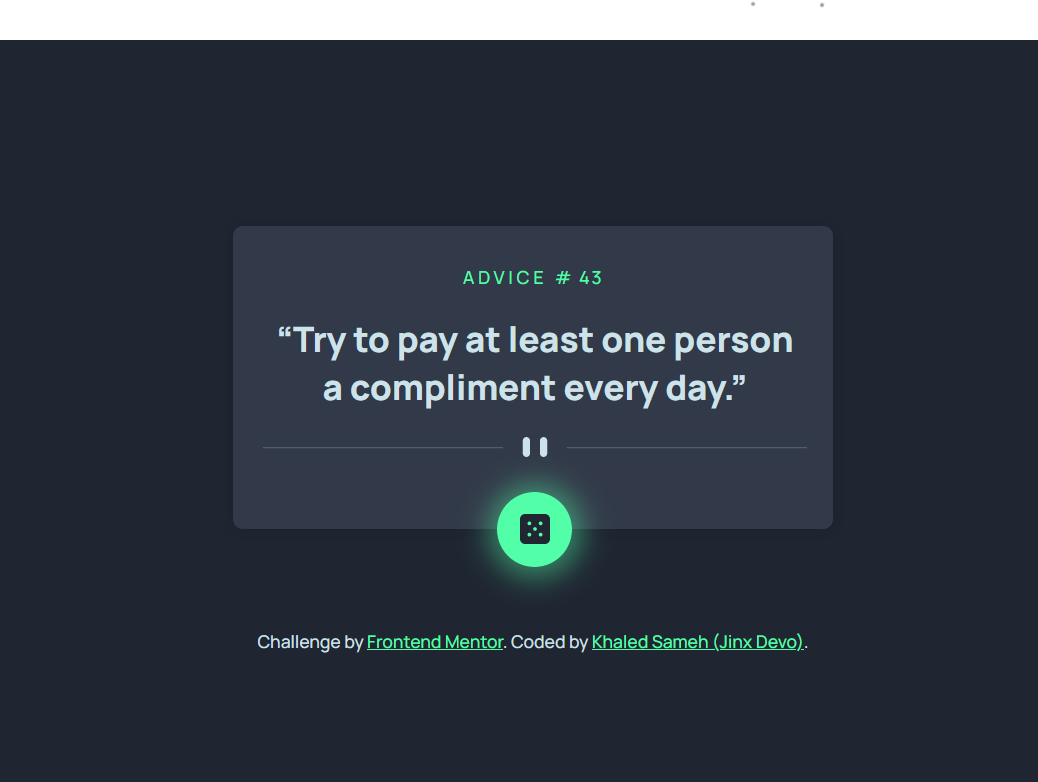 ADVICE # 43
“Try to pay at least one person
a compliment every day.”
Challenge by Frontend Mentor. Coded by Khaled Sameh (Jinx Devo).